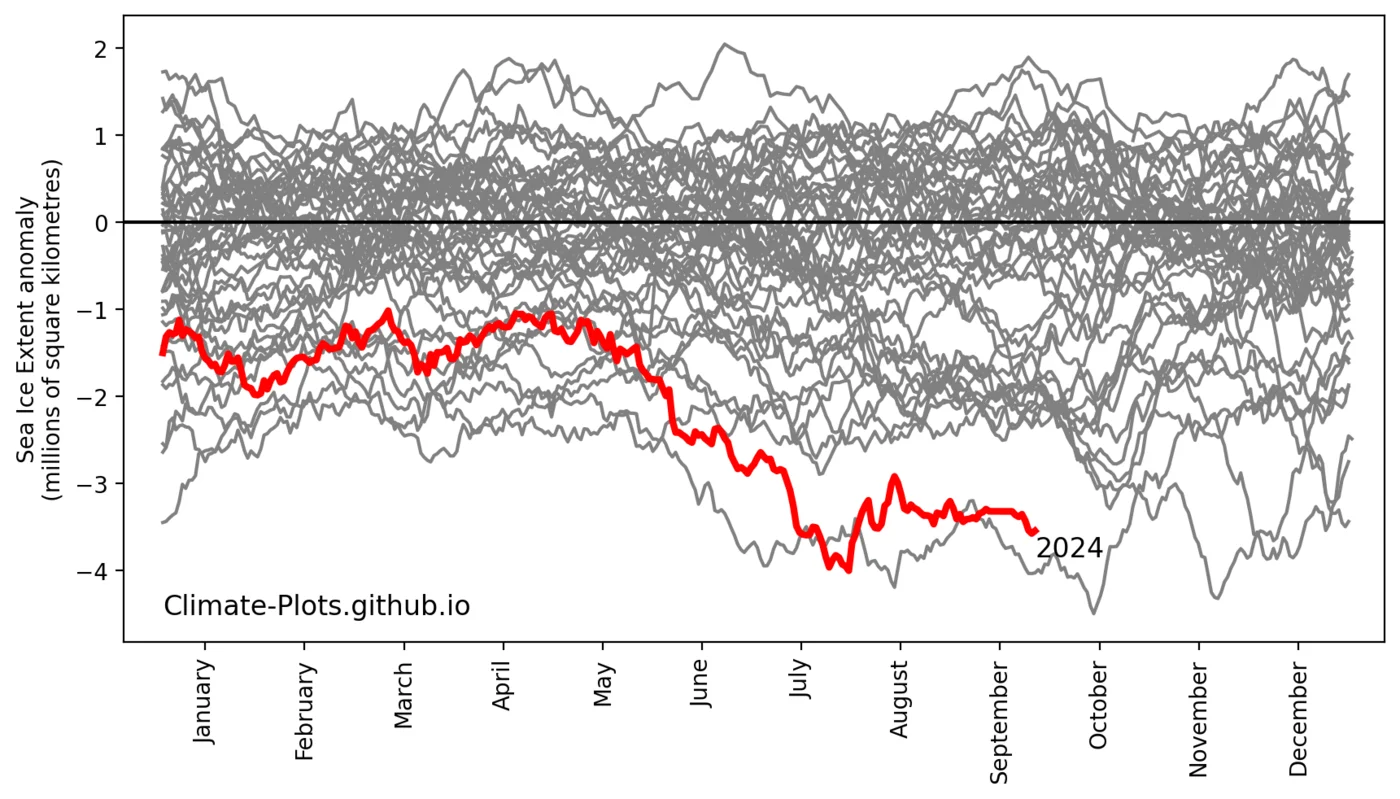 Sea Ice Extent anomaly
(millions of square kilometres)
2
1
0
−1
−2
−3
−4
2024
Climate-Plots.github.io
January
February
March
April
May
June
July
August
September
October
November
December